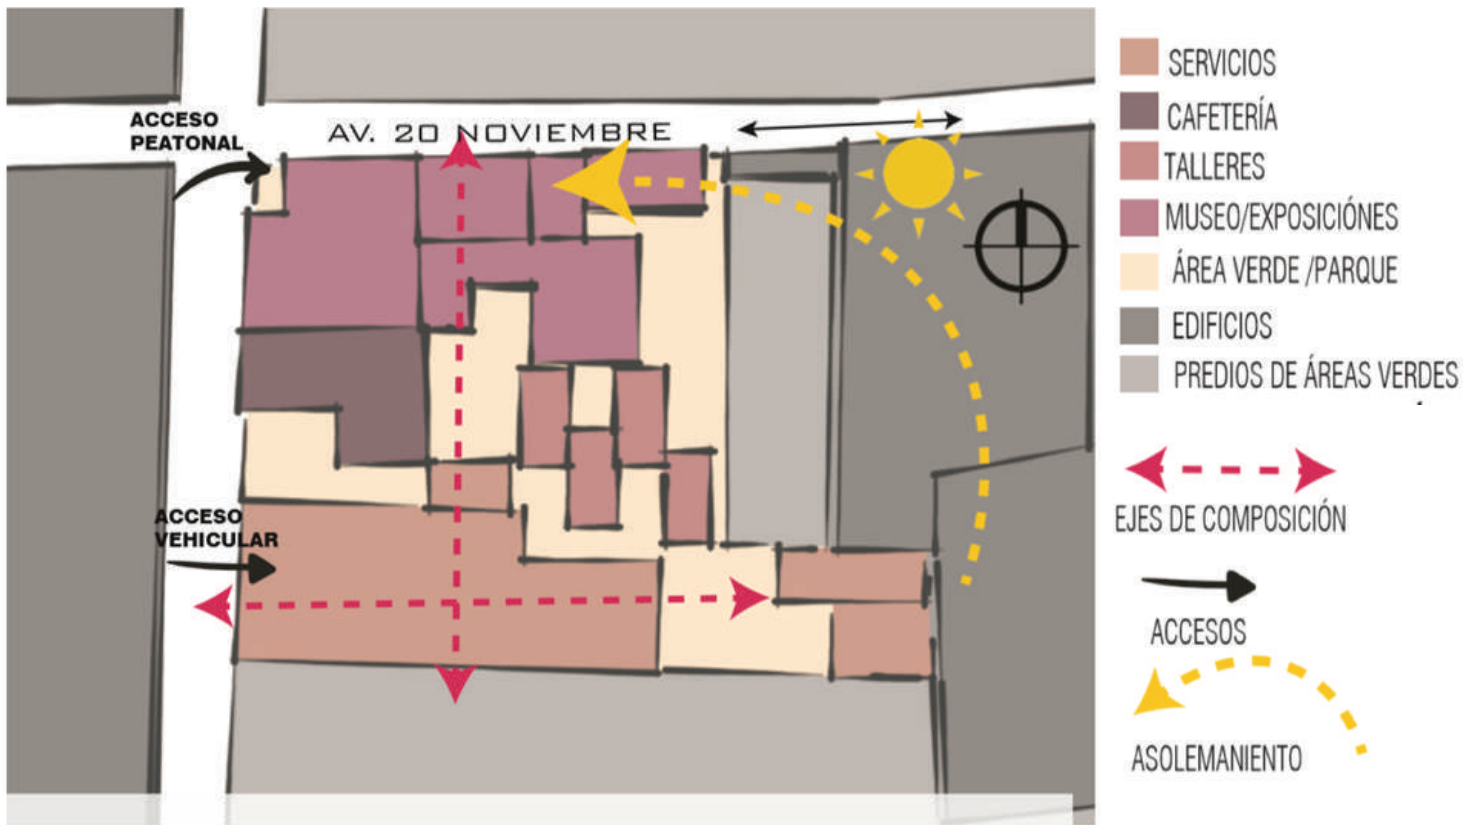 ACCESO
PEATONAL
AV. 20 NOVIEMBRE
ACCESO
VEHICULAR
SERVICIOS
CAFETERÍA
TALLERES
MUSEO/EXPOSICIÓNES
ÁREA VERDE /PARQUE
EDIFICIOS
PREDIOS DE ÁREAS VERDES
EJES DE COMPOSICIÓN
ACCESOS
ASOLEMANIENTO